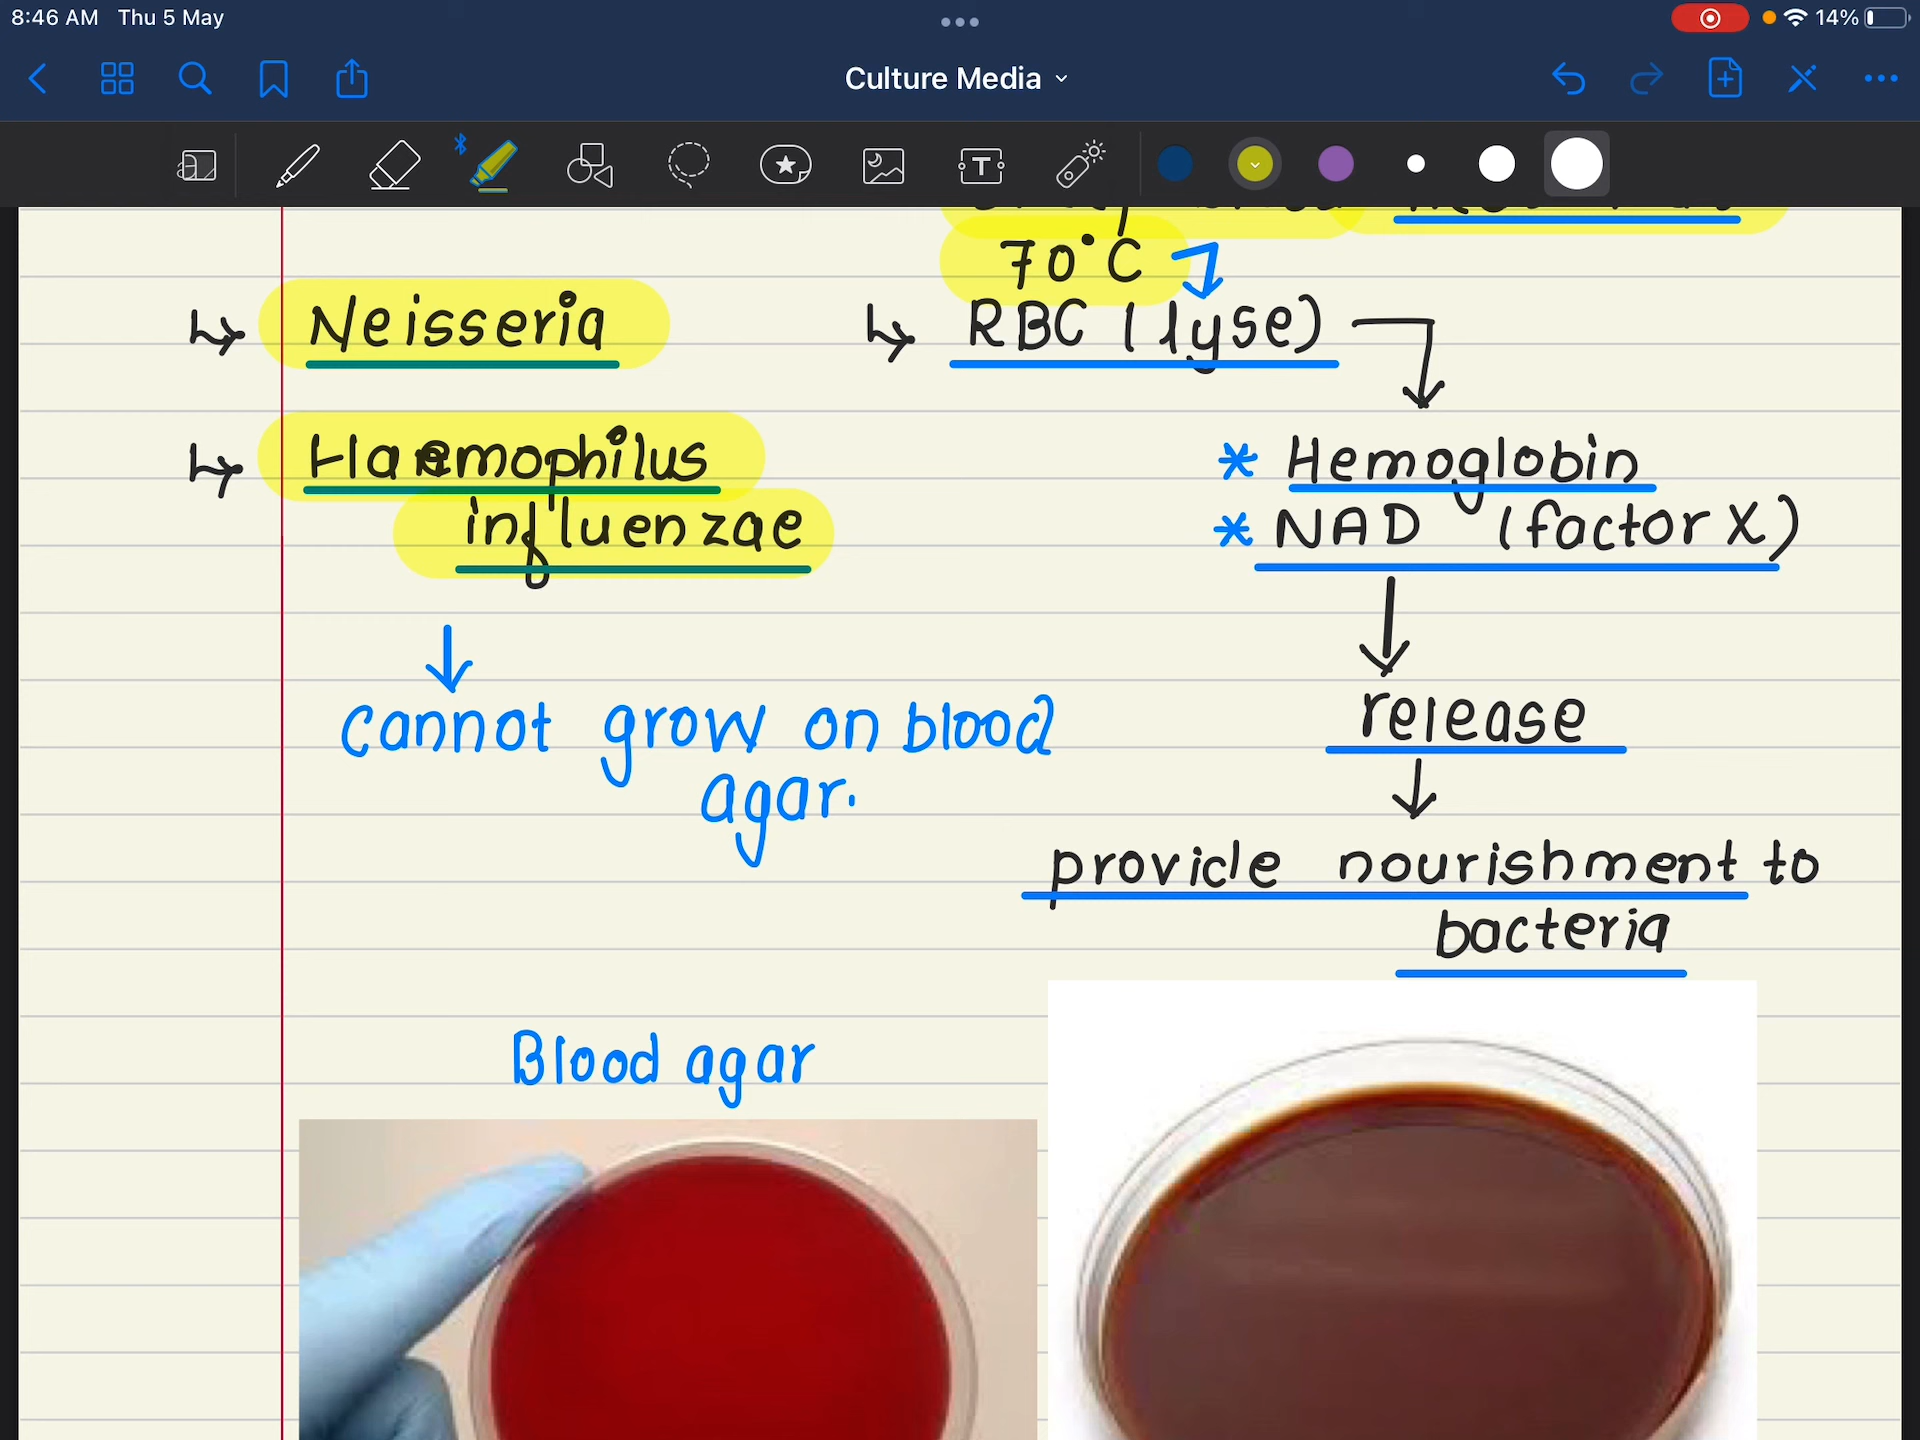 8:46 AM Thu 5 May
14%
Culture Media
70°C
Neisseria
RBC (lyse)
Haemophilus
influenzae
* Hemoglobin
* NAD (factor X)
cannot grow on blood
agar.
release
provide nourishment to
bacteria
Blood agar